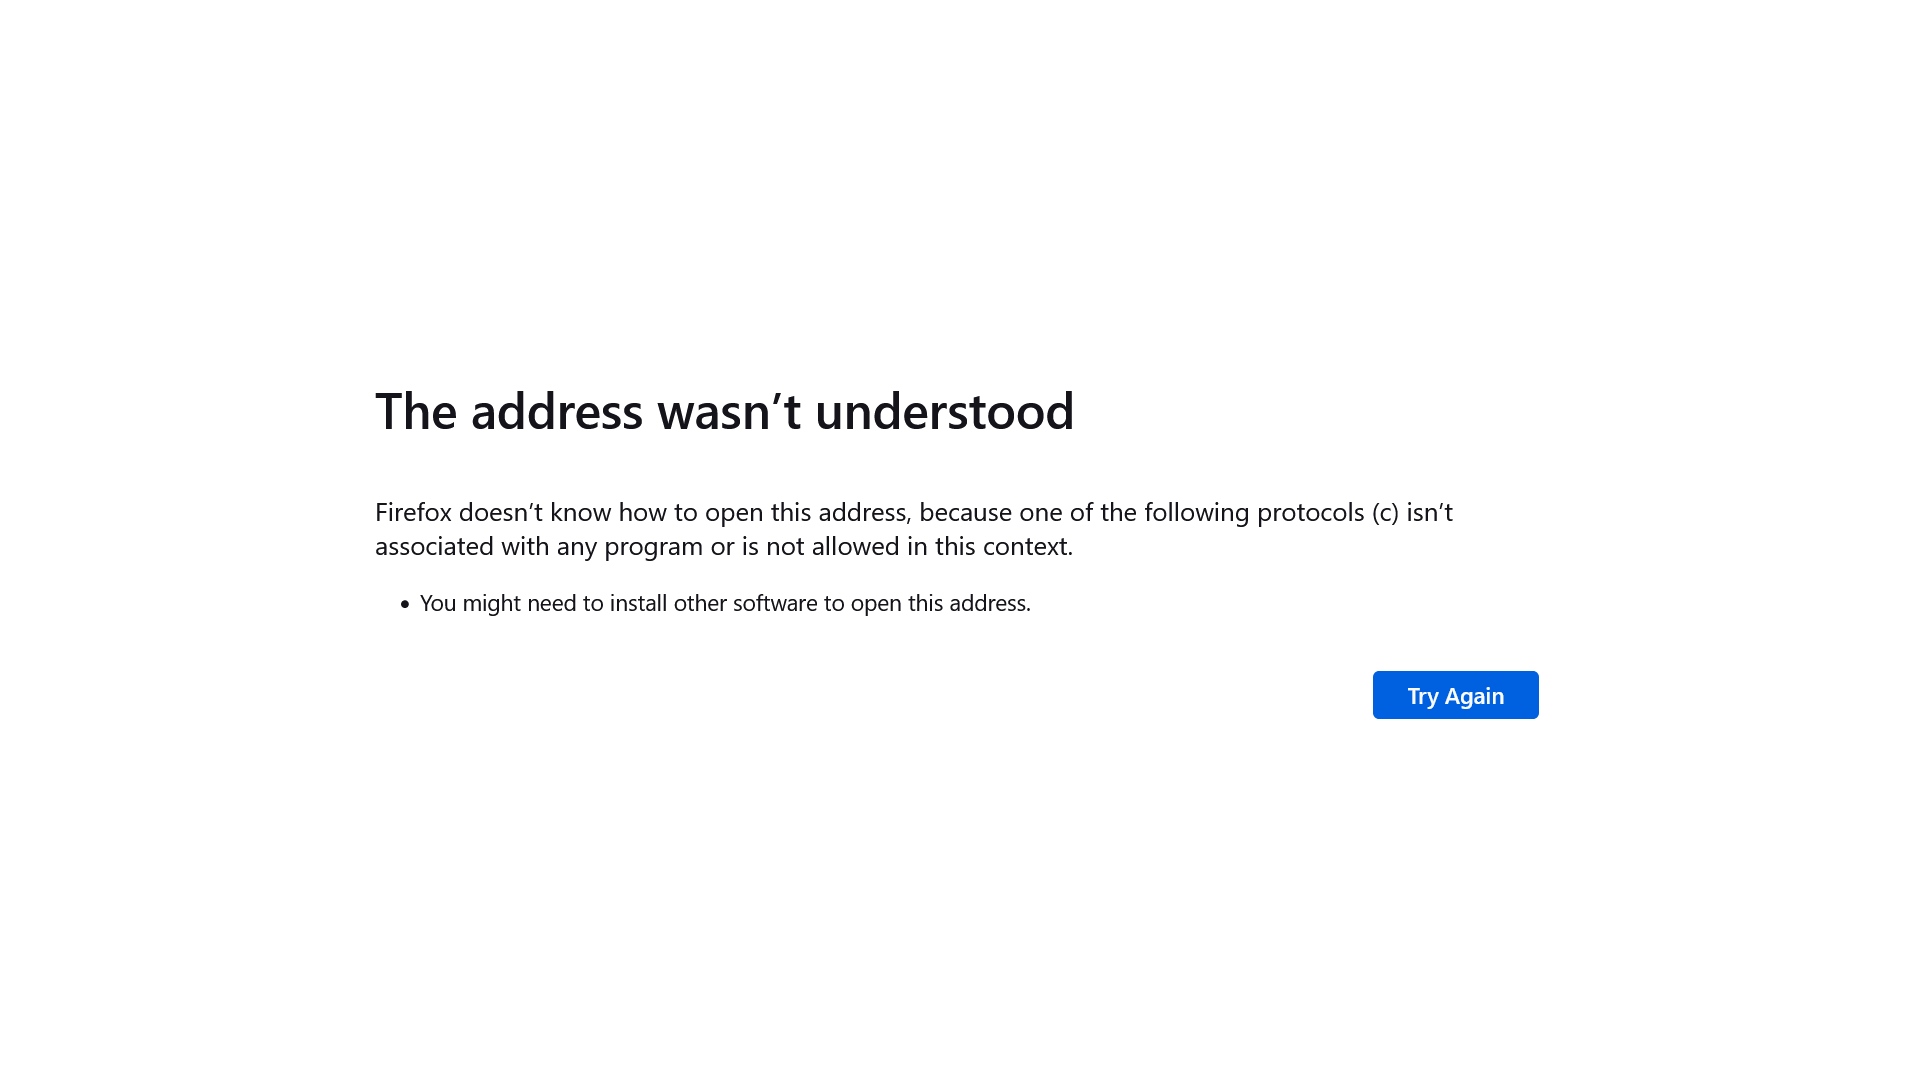 The address wasn’t understood
Firefox doesn’t know how to open this address, because one of the following protocols (c) isn’t
associated with any program or is not allowed in this context.
• You might need to install other software to open this address.
Try Again